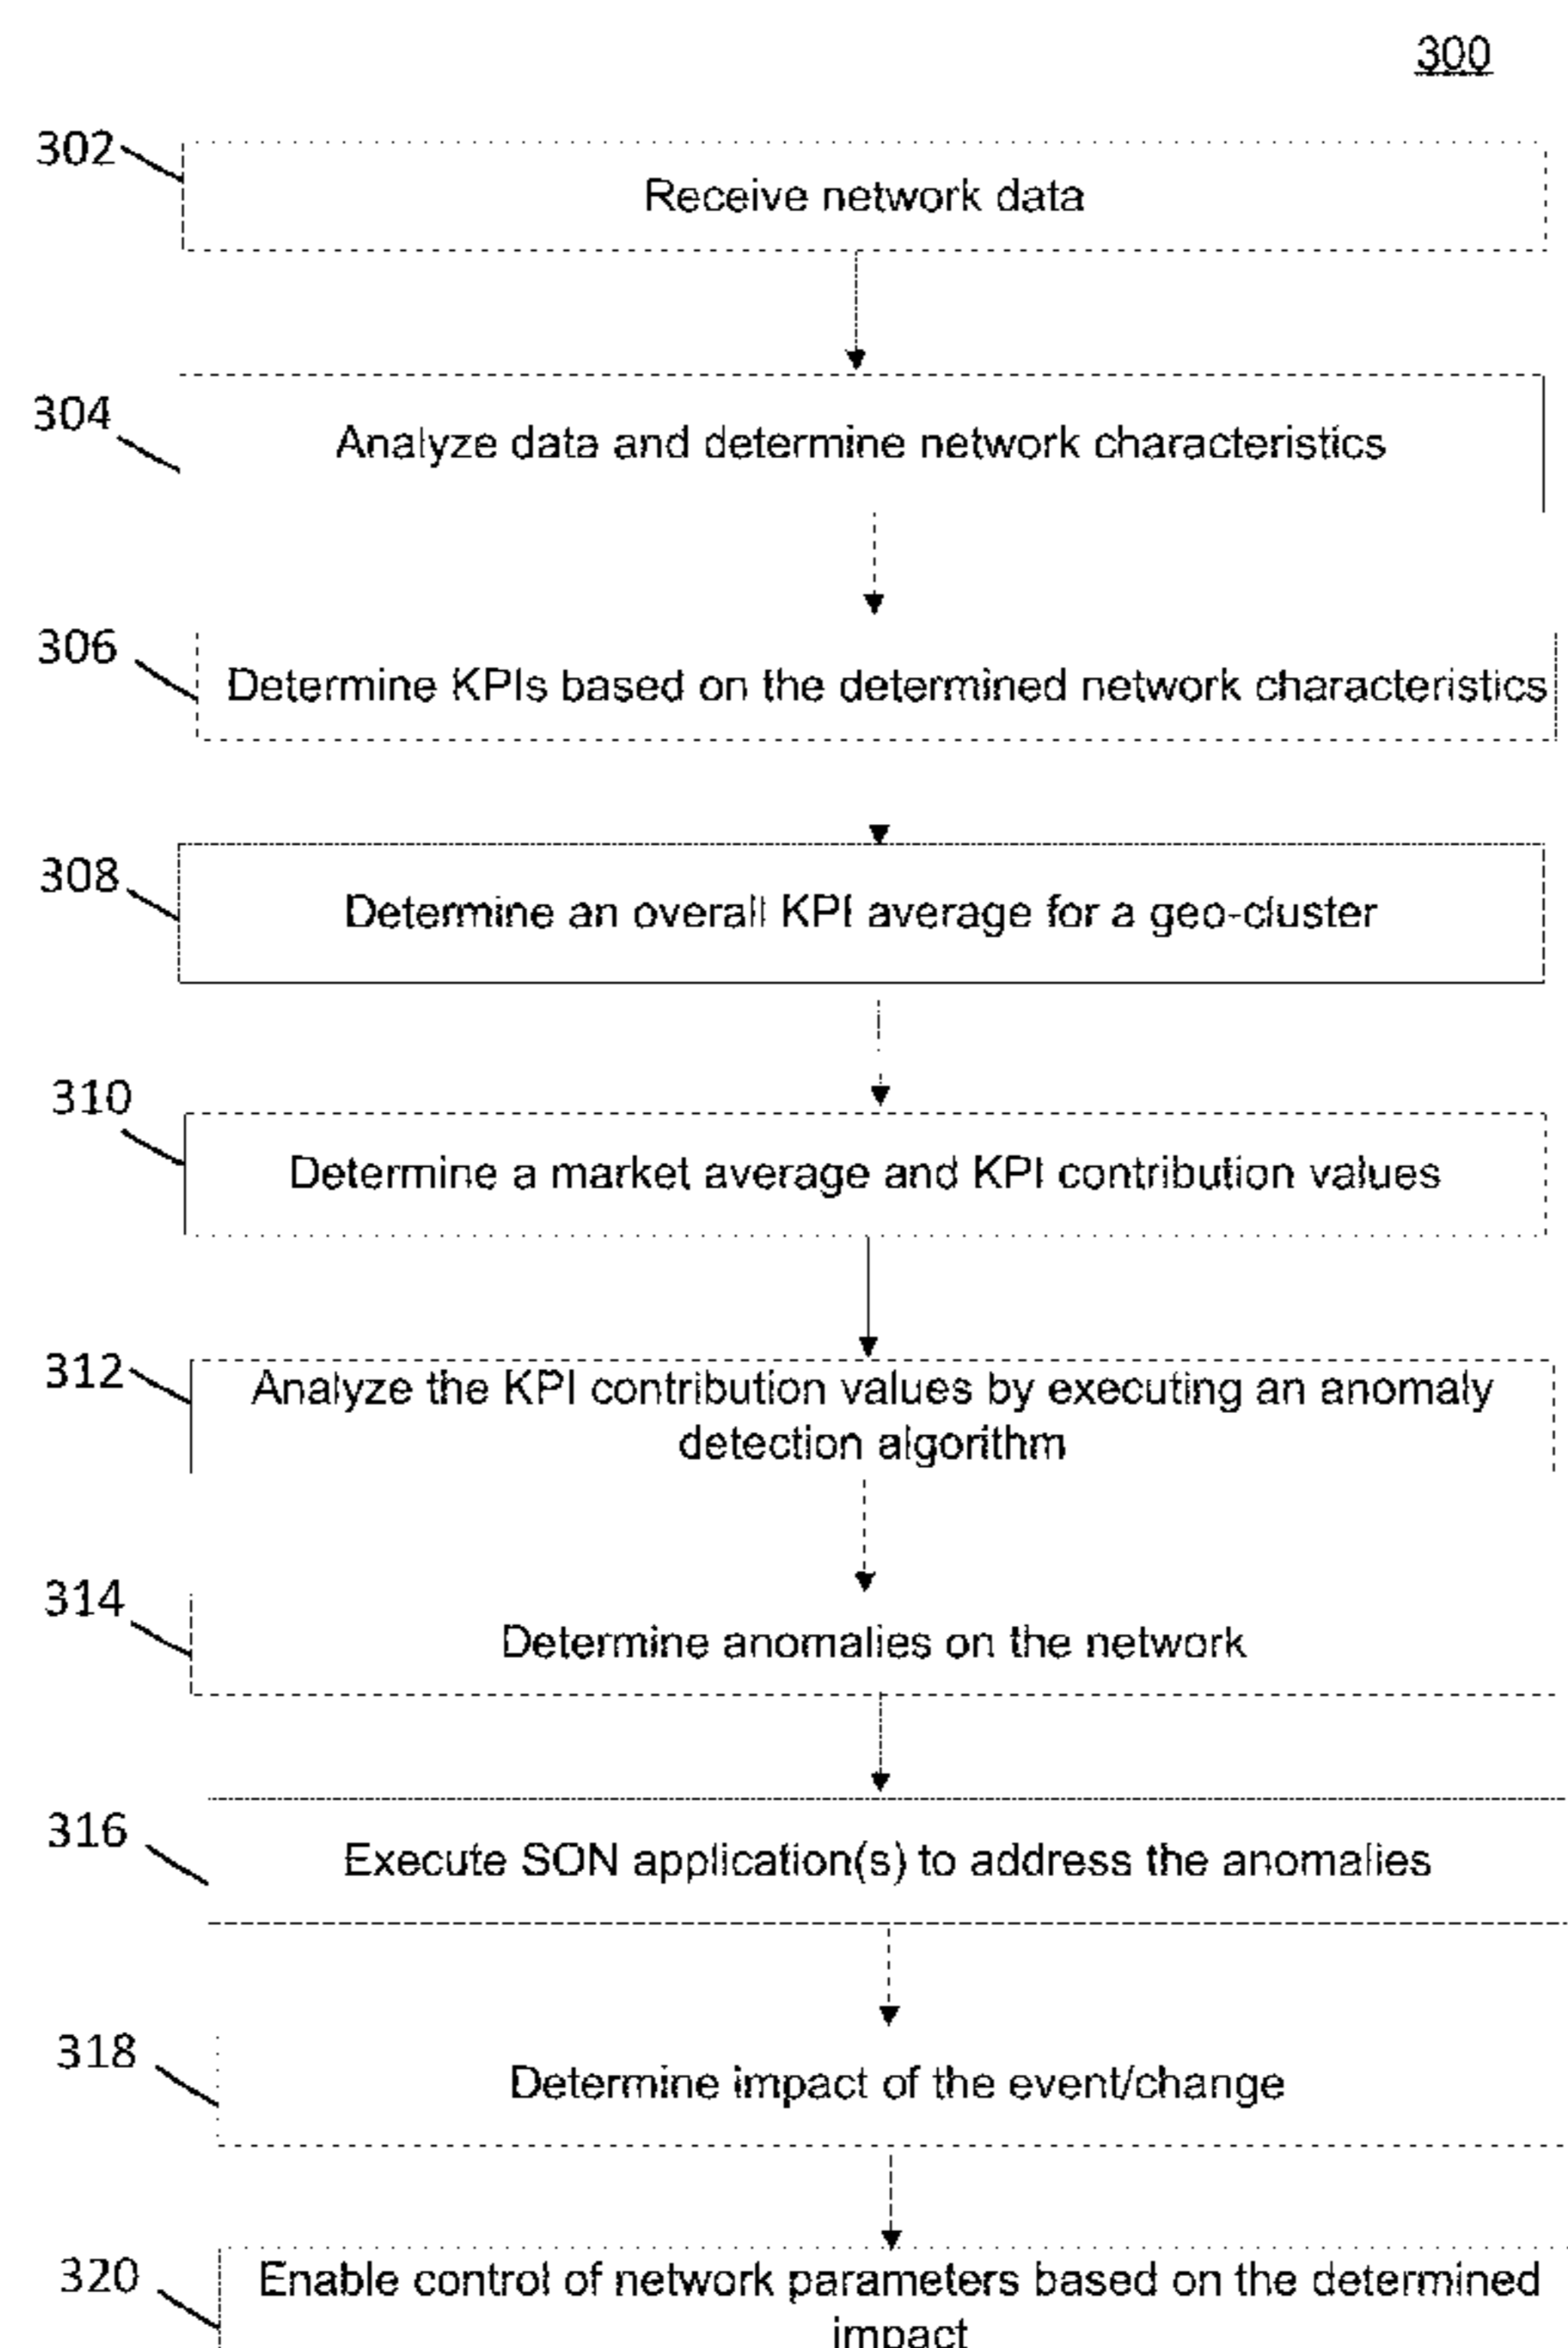 300
302
Receive network data
304
Analyze data and determine network characteristics
306
Determine KPIs based on the determined network characteristics
308
Determine an overall KPI average for a geo-cluster
310
Determine a market average and KPI contribution values
312
Analyze the KPI contribution values by executing an anomaly
detection algorithm
314
Determine anomalies on the network
316
Execute SON application(s) to address the anomalies
318
Determine impact of the event/change
320
Enable control of network parameters based on the determined
impact